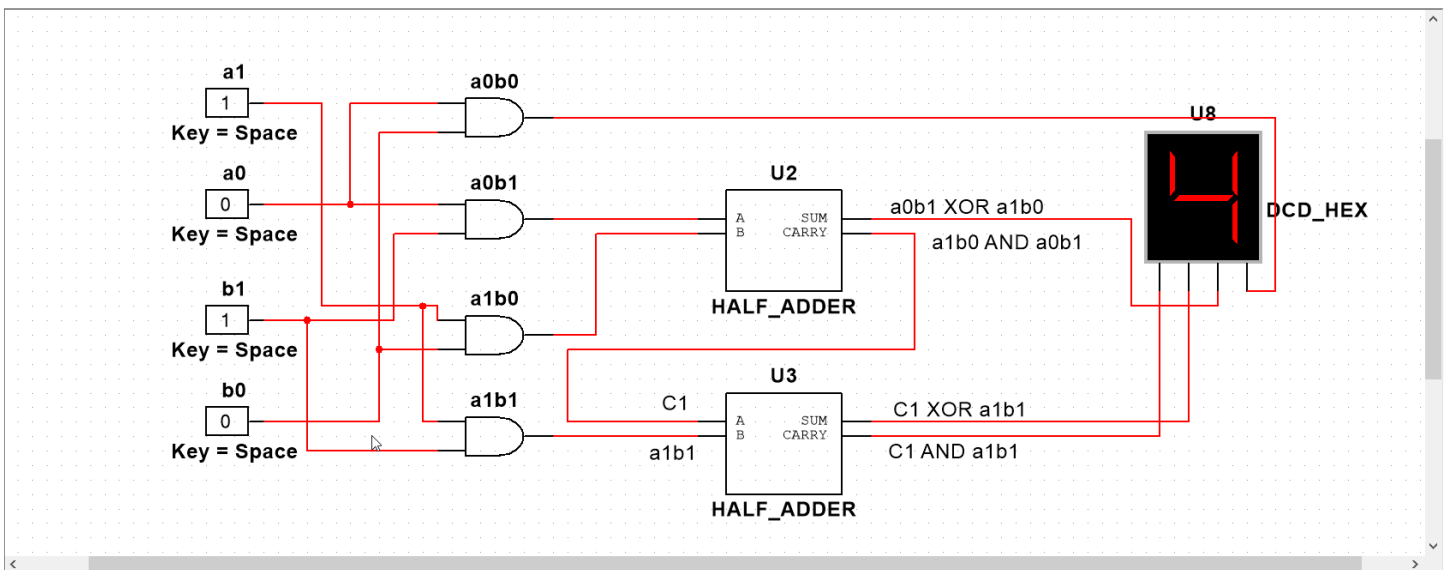 a1
1
Key = Space
a0
0
Key = Space
b1
1
Key = Space
b0
0
Key = Space
a0b0
a0b1
a1b0
a1b1
U2
A SUM
B CARRY
HALF_ADDER
a0b1 XOR a1b0
a1b0 AND a0b1
U3
C1
a1b1
A SUM
B CARRY
HALF_ADDER
C1 XOR a1b1
C1 AND a1b1
U8
4
DCD_HEX